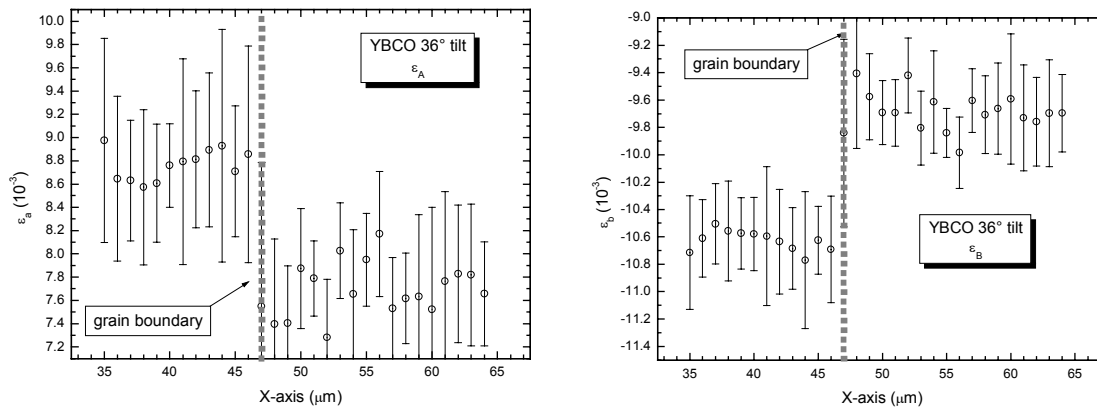 10.0
9.8
9.6
9.4
9.2
9.0
8.8
8.6
8.4
8.2
8.0
7.8
7.6
7.4
7.2
εₐ (10⁻³)
YBCO 36° tilt
ε_A
grain boundary
35 40 45 50 55 60 65
X-axis (μm)
-9.0
-9.2
-9.4
-9.6
-9.8
-10.0
-10.2
-10.4
-10.6
-10.8
-11.0
-11.2
-11.4
ε_b (10⁻³)
grain boundary
YBCO 36° tilt
ε_B
35 40 45 50 55 60 65
X-axis (μm)